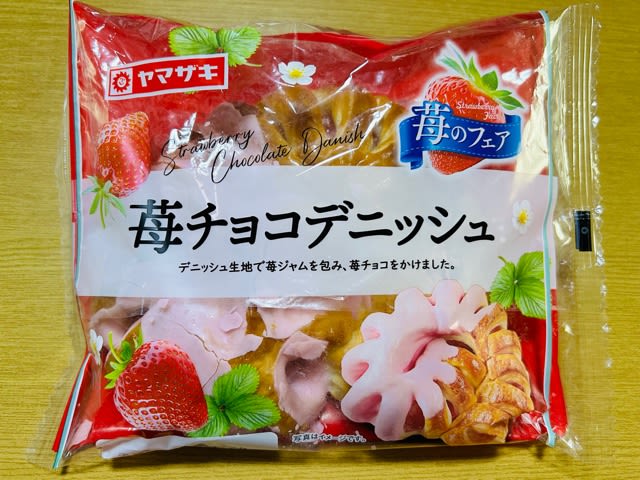 ヤマザキ
Strawberry Fair
苺のフェア
Strawberry
Chocolate Danish
苺チョコデニッシュ
デニッシュ生地で苺ジャムを包み、苺チョコをかけました。
写真はイメージです。